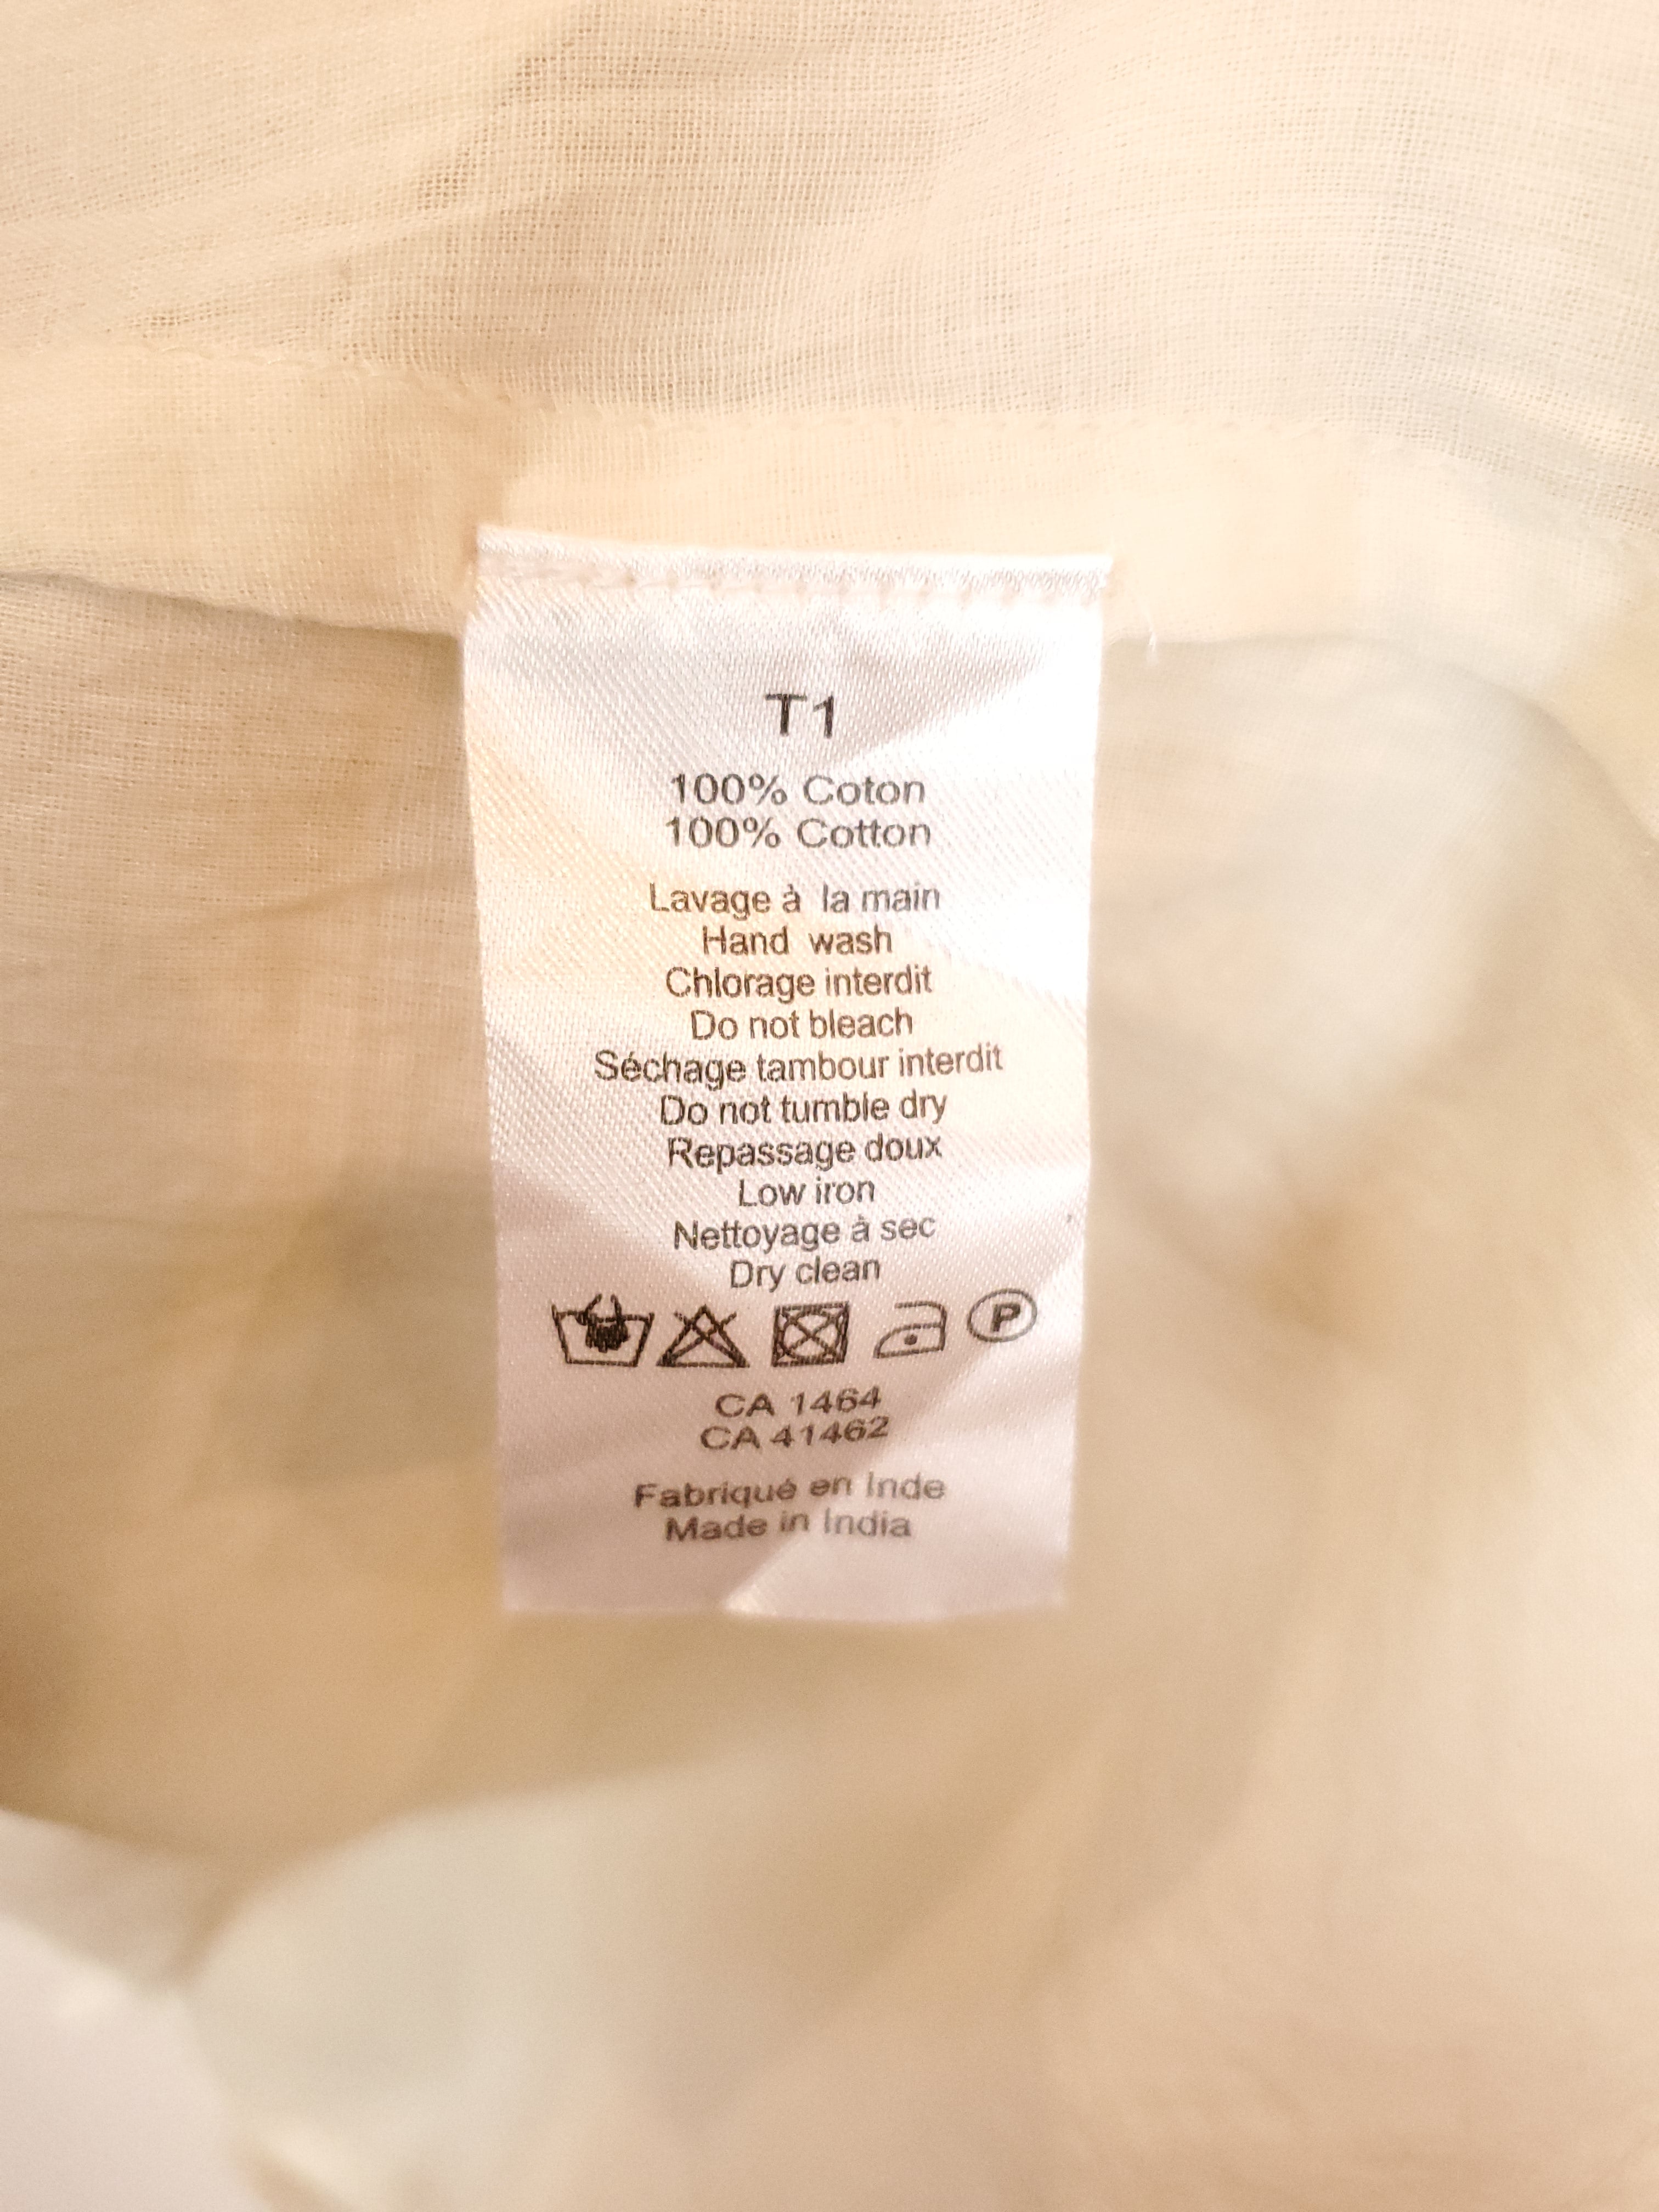 T1
100% Coton
100% Cotton
Lavage à la main
Hand wash
Chlorage interdit
Do not bleach
Séchage tambour interdit
Do not tumble dry
Repassage doux
Low iron
Nettoyage à sec
Dry clean
P
CA 1464
CA 41462
Fabriqué en Inde
Made in India